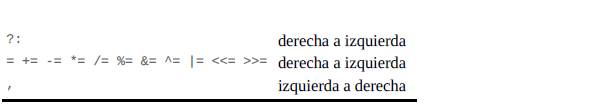 ?: derecha a izquierda
= += -= *= /= %= &= ^= |= <<= >>= derecha a izquierda
, izquierda a derecha